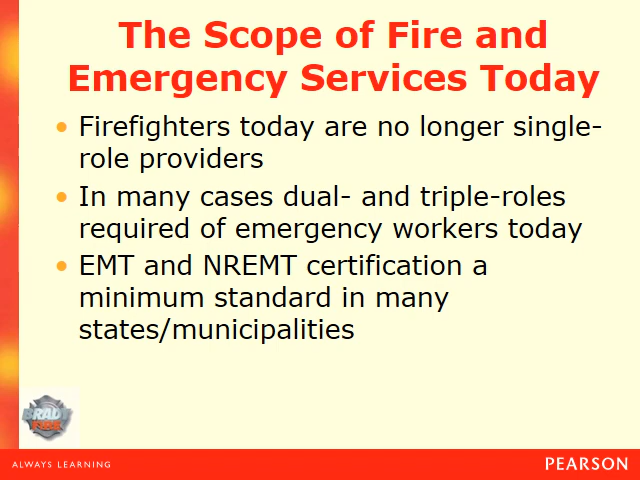 The Scope of Fire and
Emergency Services Today
• Firefighters today are no longer single-
role providers
• In many cases dual- and triple-roles
required of emergency workers today
• EMT and NREMT certification a
minimum standard in many
states/municipalities
BRADY
FIRE
ALWAYS LEARNING
PEARSON